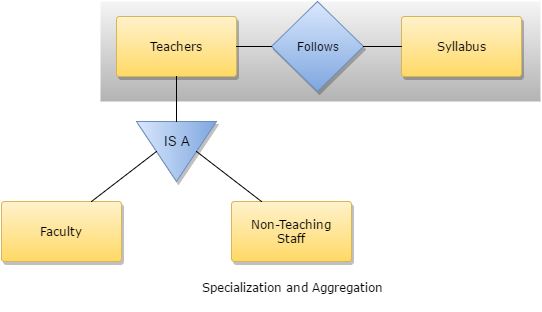 Teachers
Follows
Syllabus
IS A
Faculty
Non-Teaching
Staff
Specialization and Aggregation